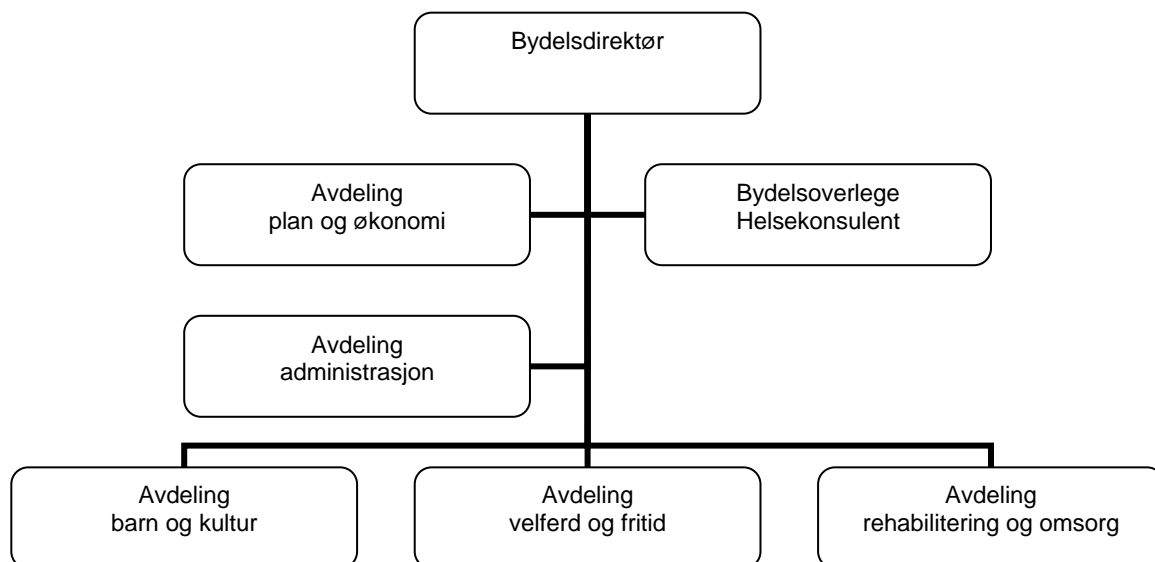 Bydelsdirektør
Avdeling
plan og økonomi
Bydelsoverlege
Helsekonsulent
Avdeling
administrasjon
Avdeling
barn og kultur
Avdeling
velferd og fritid
Avdeling
rehabilitering og omsorg